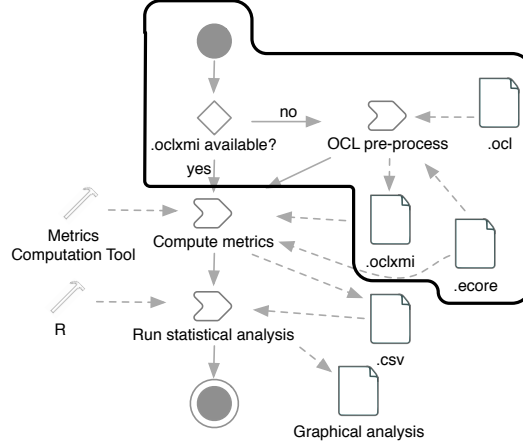 no
.oclxmi available?
OCL pre-process
.ocl
yes
Metrics
Computation Tool
Compute metrics
.oclxmi
.ecore
R
Run statistical analysis
.csv
Graphical analysis